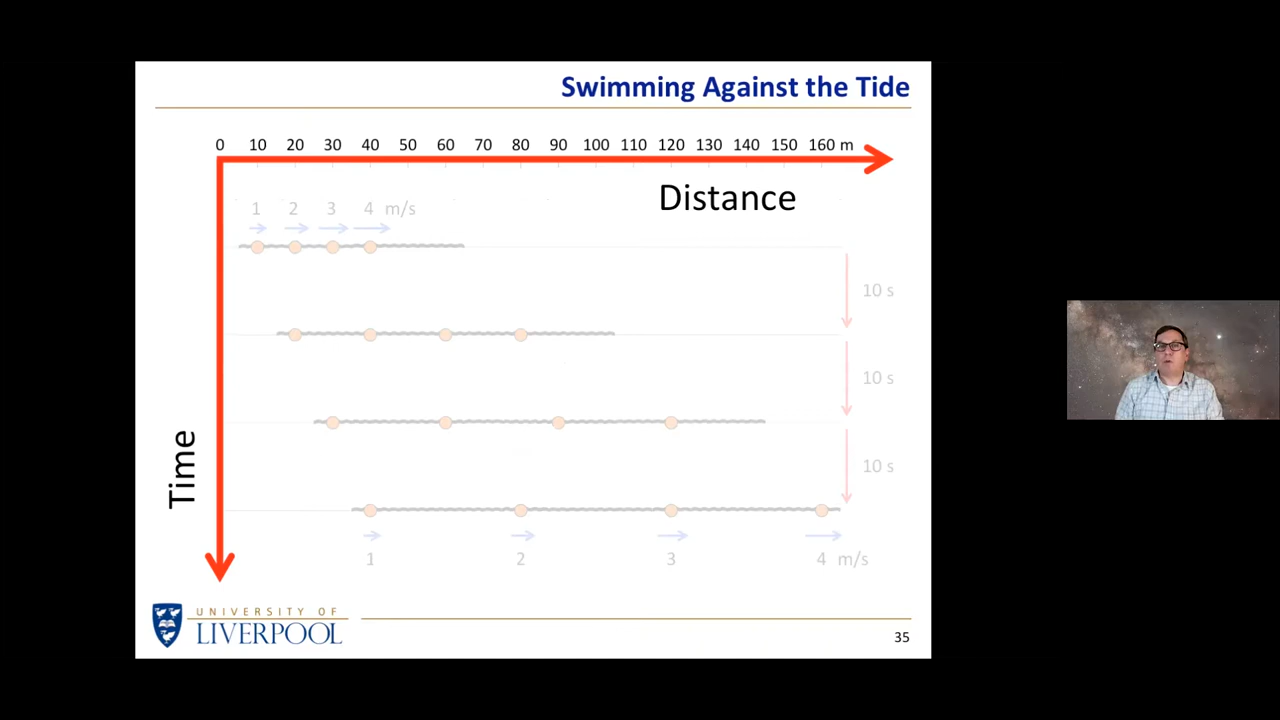 Swimming Against the Tide
0 10 20 30 40 50 60 70 80 90 100 110 120 130 140 150 160 m
Distance
1 2 3 4 m/s
10 s
10 s
10 s
Time
1 2 3 4 m/s
UNIVERSITY OF
LIVERPOOL
35